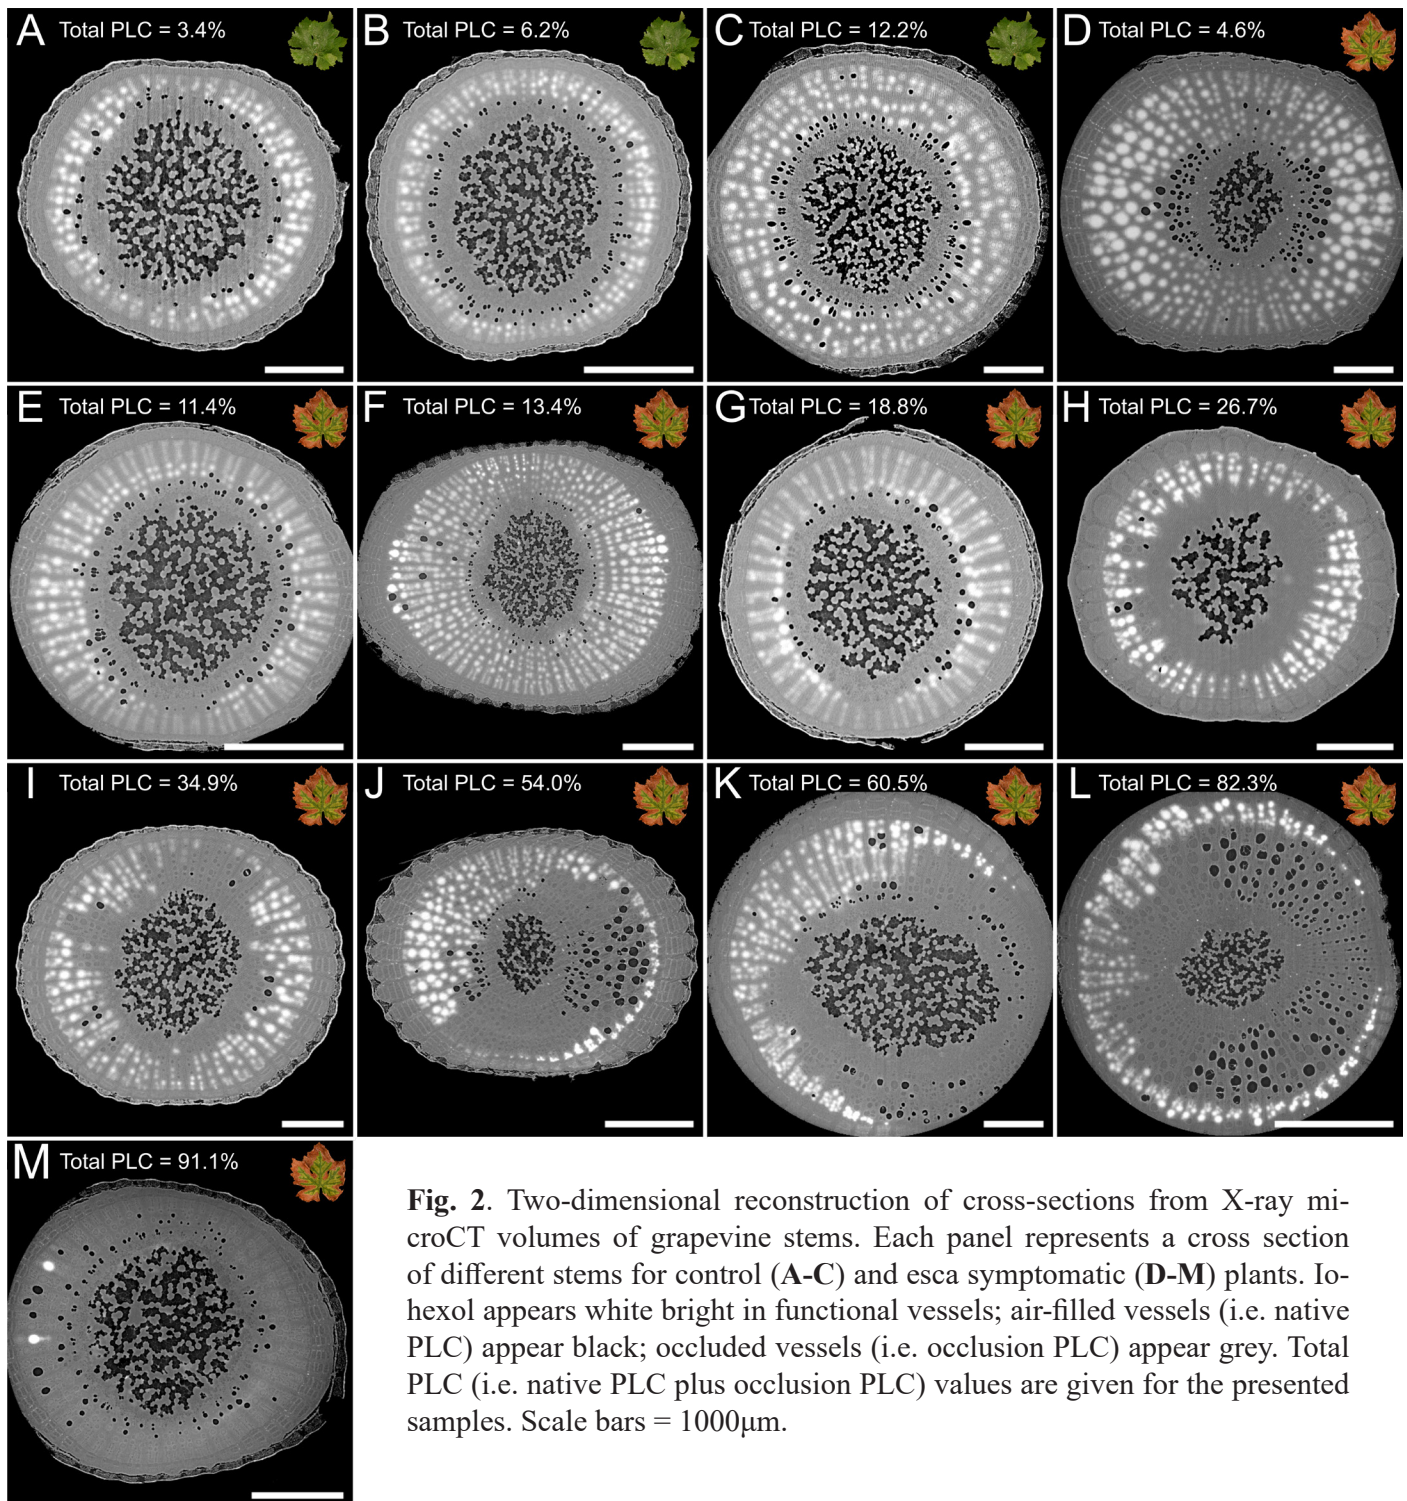 A Total PLC = 3.4%
B Total PLC = 6.2%
C Total PLC = 12.2%
D Total PLC = 4.6%
E Total PLC = 11.4%
F Total PLC = 13.4%
G Total PLC = 18.8%
H Total PLC = 26.7%
I Total PLC = 34.9%
J Total PLC = 54.0%
K Total PLC = 60.5%
L Total PLC = 82.3%
M Total PLC = 91.1%
Fig. 2. Two-dimensional reconstruction of cross-sections from X-ray mi-
croCT volumes of grapevine stems. Each panel represents a cross section
of different stems for control (A-C) and esca symptomatic (D-M) plants. Io-
hexol appears white bright in functional vessels; air-filled vessels (i.e. native
PLC) appear black; occluded vessels (i.e. occlusion PLC) appear grey. Total
PLC (i.e. native PLC plus occlusion PLC) values are given for the presented
samples. Scale bars = 1000μm.